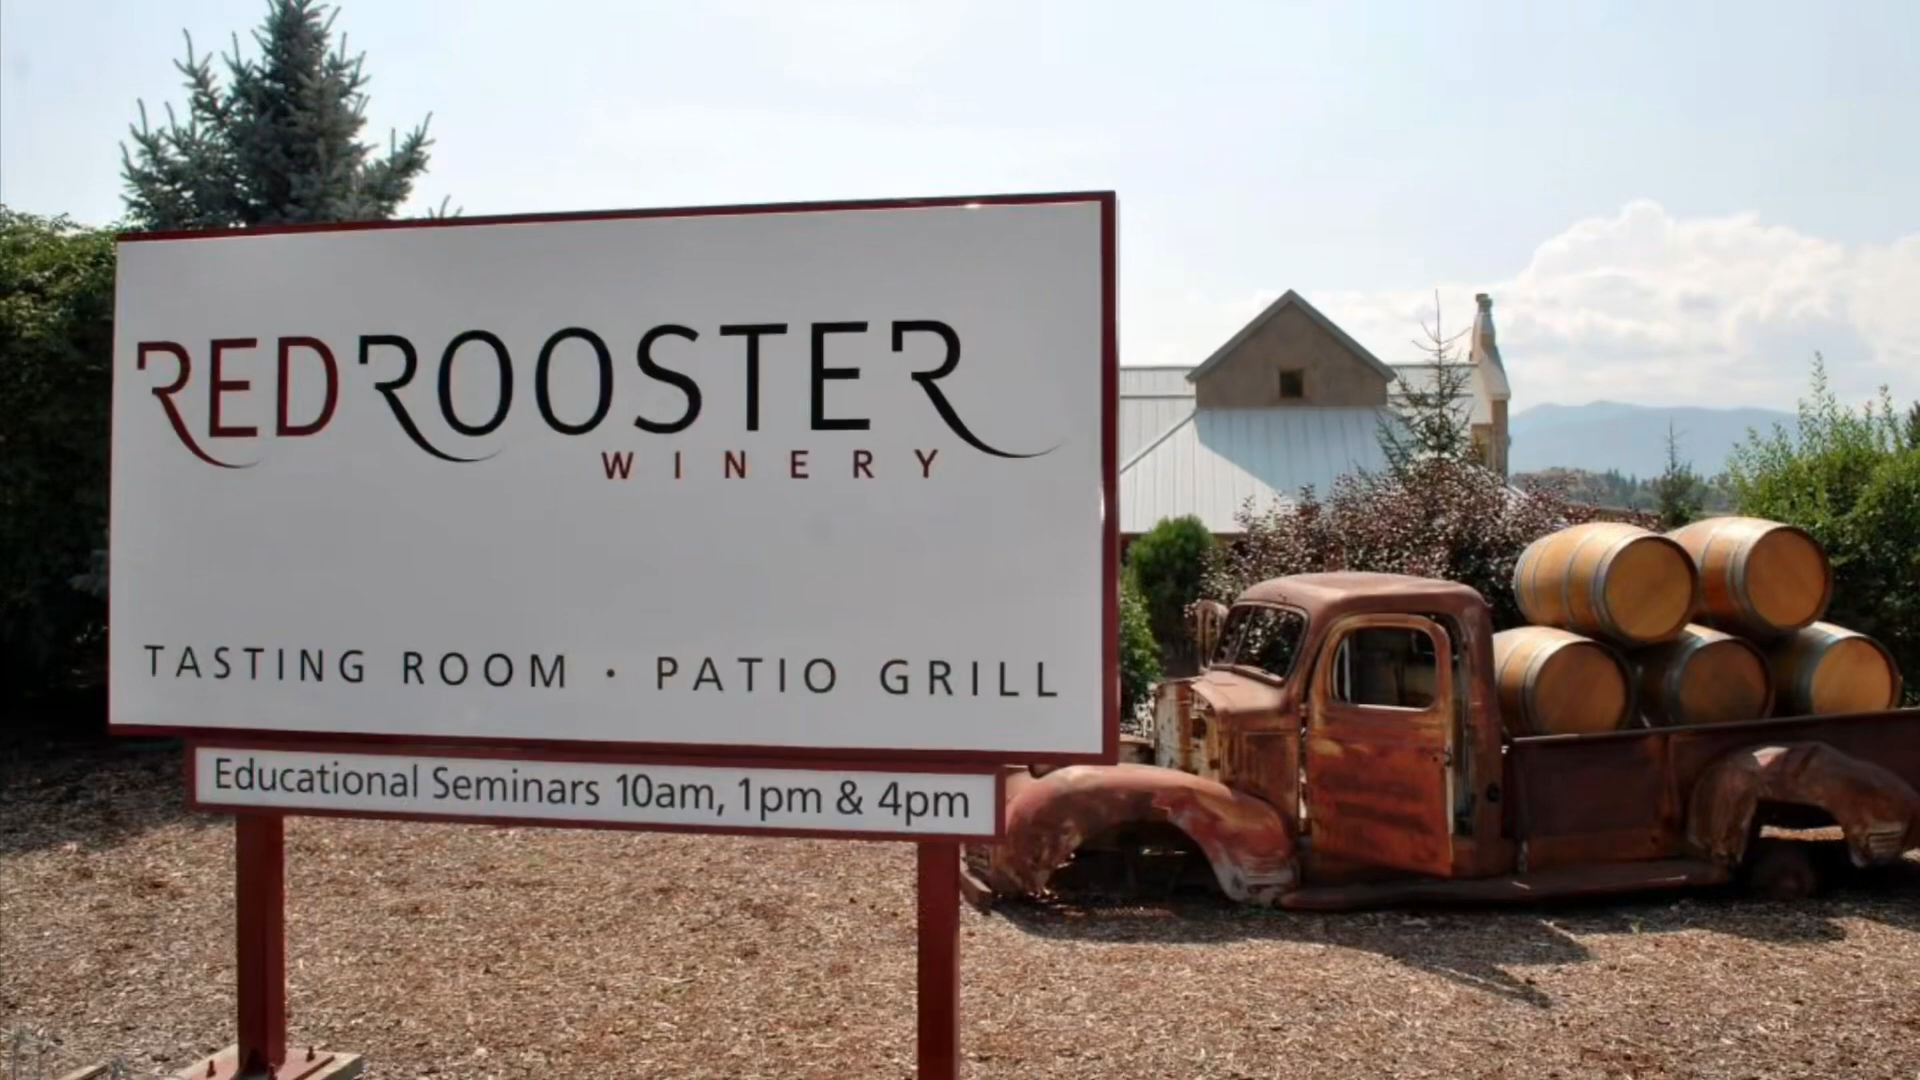 REDROOSTER
WINERY
TASTING ROOM · PATIO GRILL
Educational Seminars 10am, 1pm & 4pm